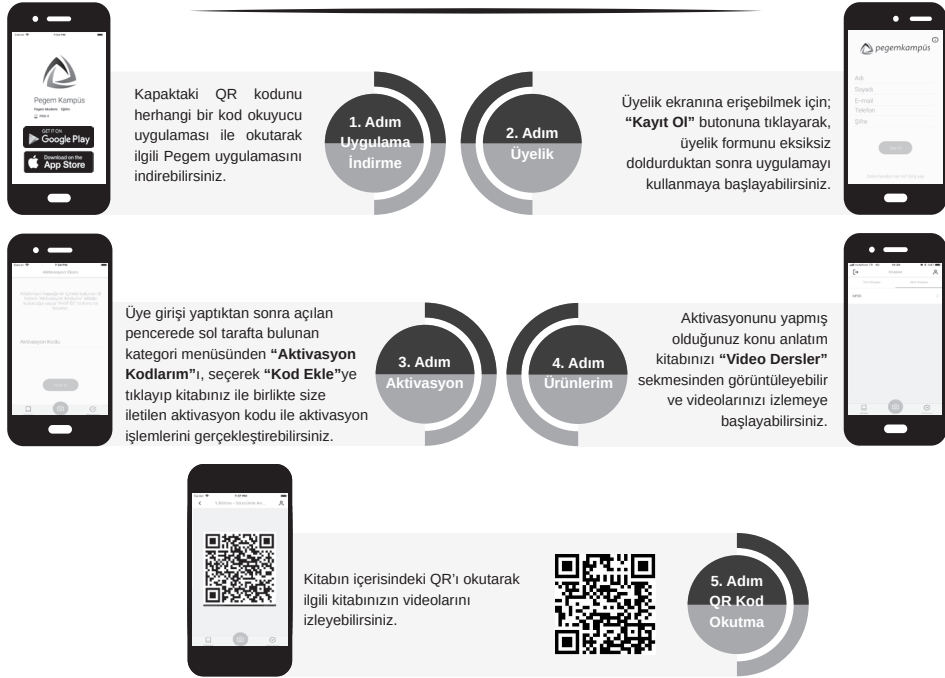 Pegem Kampüs
GET IT ON
Google Play
Download on the
App Store
Kapaktaki QR kodunu
herhangi bir kod okuyucu
uygulaması ile okutarak
ilgili Pegem uygulamasını
indirebilirsiniz.
1. Adım
Uygulama
İndirme
2. Adım
Üyelik
Üyelik ekranına erişebilmek için;
“Kayıt Ol” butonuna tıklayarak,
üyelik formunu eksiksiz
doldurduktan sonra uygulamayı
kullanmaya başlayabilirsiniz.
pegemkampüs
Adı
Soyadı
E-mail
Telefon
Şifre
Aktivasyon Kodu
Üye girişi yaptıktan sonra açılan
pencerede sol tarafta bulunan
kategori menüsünden “Aktivasyon
Kodlarım”ı, seçerek “Kod Ekle”ye
tıklayıp kitabınız ile birlikte size
iletilen aktivasyon kodu ile aktivasyon
işlemlerini gerçekleştirebilirsiniz.
3. Adım
Aktivasyon
4. Adım
Ürünlerim
Aktivasyonunu yapmış
olduğunuz konu anlatım
kitabınızı “Video Dersler”
sekmesinden görüntüleyebilir
ve videolarınızı izlemeye
başlayabilirsiniz.
Kitabın içerisindeki QR’ı okutarak
ilgili kitabınızın videolarını
izleyebilirsiniz.
5. Adım
QR Kod
Okutma